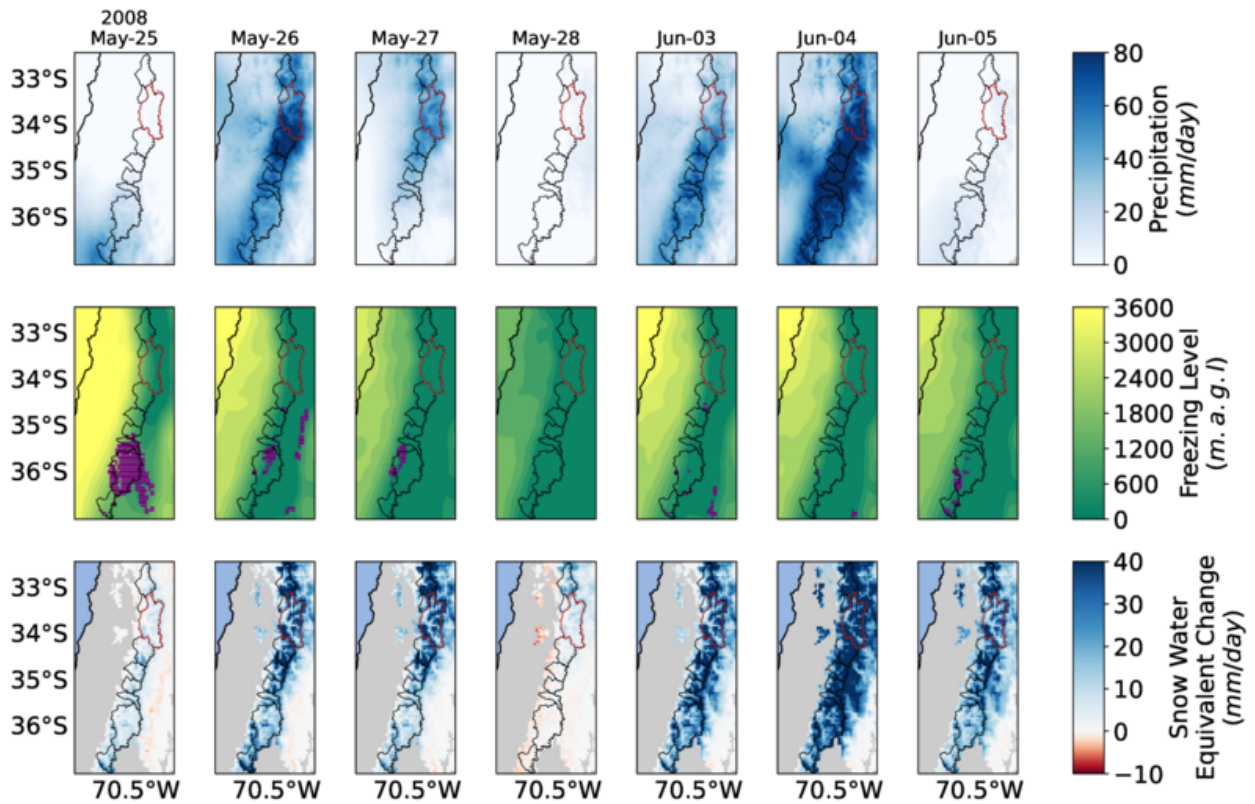 2008
May-25 May-26 May-27 May-28 Jun-03 Jun-04 Jun-05
33°S
34°S
35°S
36°S
80
60
40
20
0
Precipitation
(mm/day)
33°S
34°S
35°S
36°S
3600
3000
2400
1800
1200
600
0
Freezing Level
(m. a. g. l)
33°S
34°S
35°S
36°S
40
30
20
10
0
−10
Snow Water
Equivalent Change
(mm/day)
70.5°W 70.5°W 70.5°W 70.5°W 70.5°W 70.5°W 70.5°W